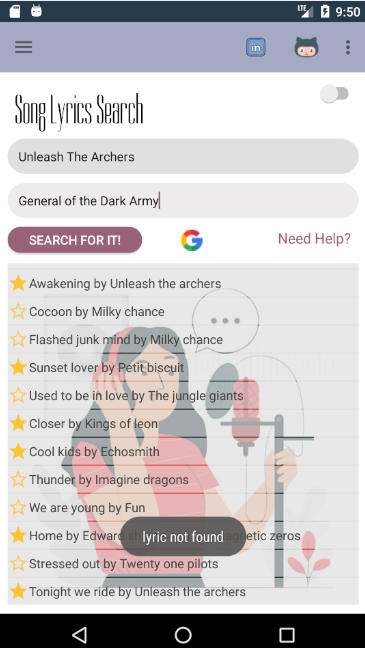 LTE 9:50
in
Song Lyrics Search
Unleash The Archers
General of the Dark Army
SEARCH FOR IT!
G
Need Help?
Awakening by Unleash the archers
Cocoon by Milky chance
Flashed junk mind by Milky chance
Sunset lover by Petit biscuit
Used to be in love by The jungle giants
Closer by Kings of leon
Cool kids by Echosmith
Thunder by Imagine dragons
We are young by Fun
Home by Edward zeros
lyric not found
Stressed out by Twenty one pilots
Tonight we ride by Unleash the archers